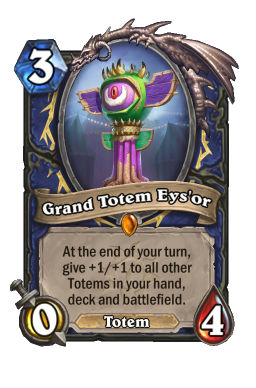 3
Grand Totem Eys'or
At the end of your turn,
give +1/+1 to all other
Totems in your hand,
deck and battlefield.
Totem
0
4